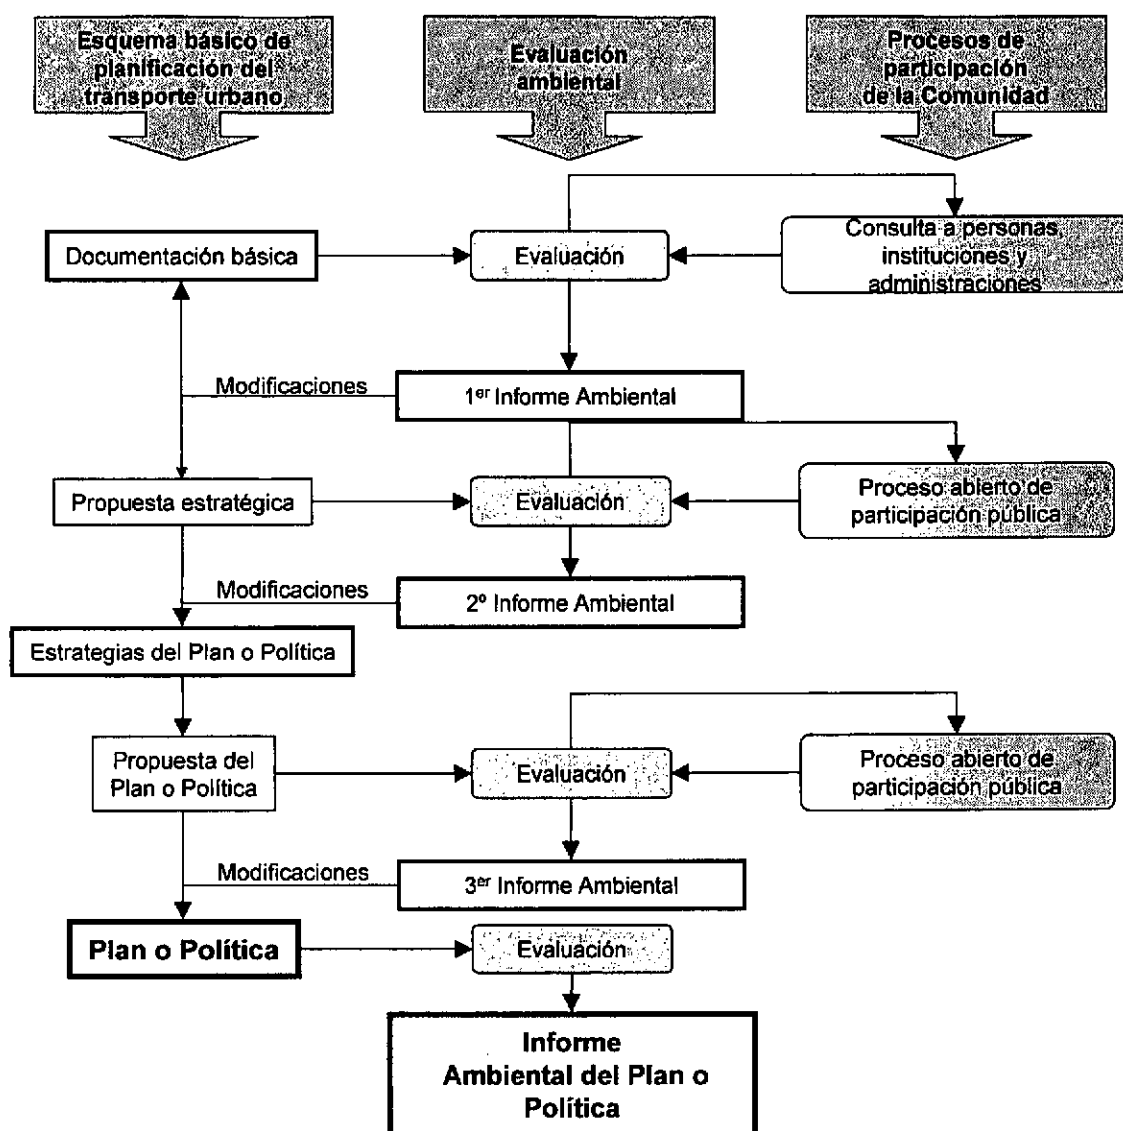 Esquema básico de
planificación del
transporte urbano
Evaluación
ambiental
Procesos de
participación
de la Comunidad
Documentación básica
Evaluación
Consulta a personas,
instituciones y
administraciones
Modificaciones
1er Informe Ambiental
Propuesta estratégica
Evaluación
Proceso abierto de
participación publica
Modificaciones
2º Informe Ambiental
Estrategias del Plan o Política
Propuesta del
Plan o Política
Evaluación
Proceso abierto de
participación pública
Modificaciones
3er Informe Ambiental
Plan o Política
Evaluación
Informe
Ambiental del Plan o
Política